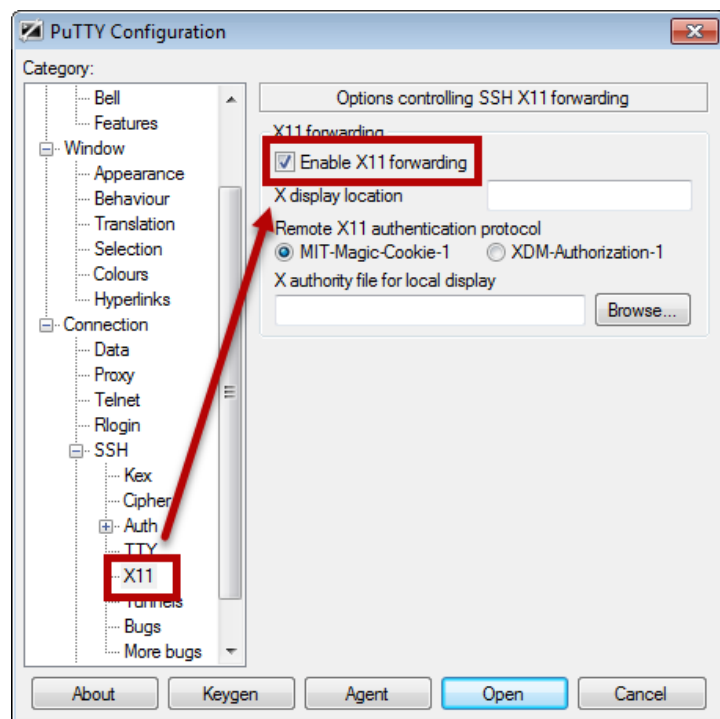 PuTTY Configuration
Category:
Bell
Features
Window
Appearance
Behaviour
Translation
Selection
Colours
Hyperlinks
Connection
Data
Proxy
Telnet
Rlogin
SSH
Kex
Cipher
Auth
TTY
X11
Tunnels
Bugs
More bugs
Options controlling SSH X11 forwarding
X11 forwarding
Enable X11 forwarding
X display location
Remote X11 authentication protocol
MIT-Magic-Cookie-1 XDM-Authorization-1
X authority file for local display
Browse...
About Keygen Agent Open Cancel